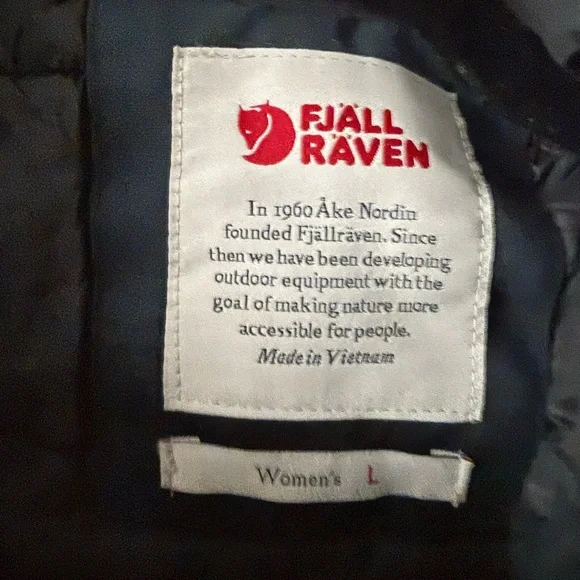 FJÄLL
RÄVEN
In 1960 Åke Nordin
founded Fjällräven. Since
then we have been developing
outdoor equipment with the
goal of making nature more
accessible for people.
Made in Vietnam
Women's L